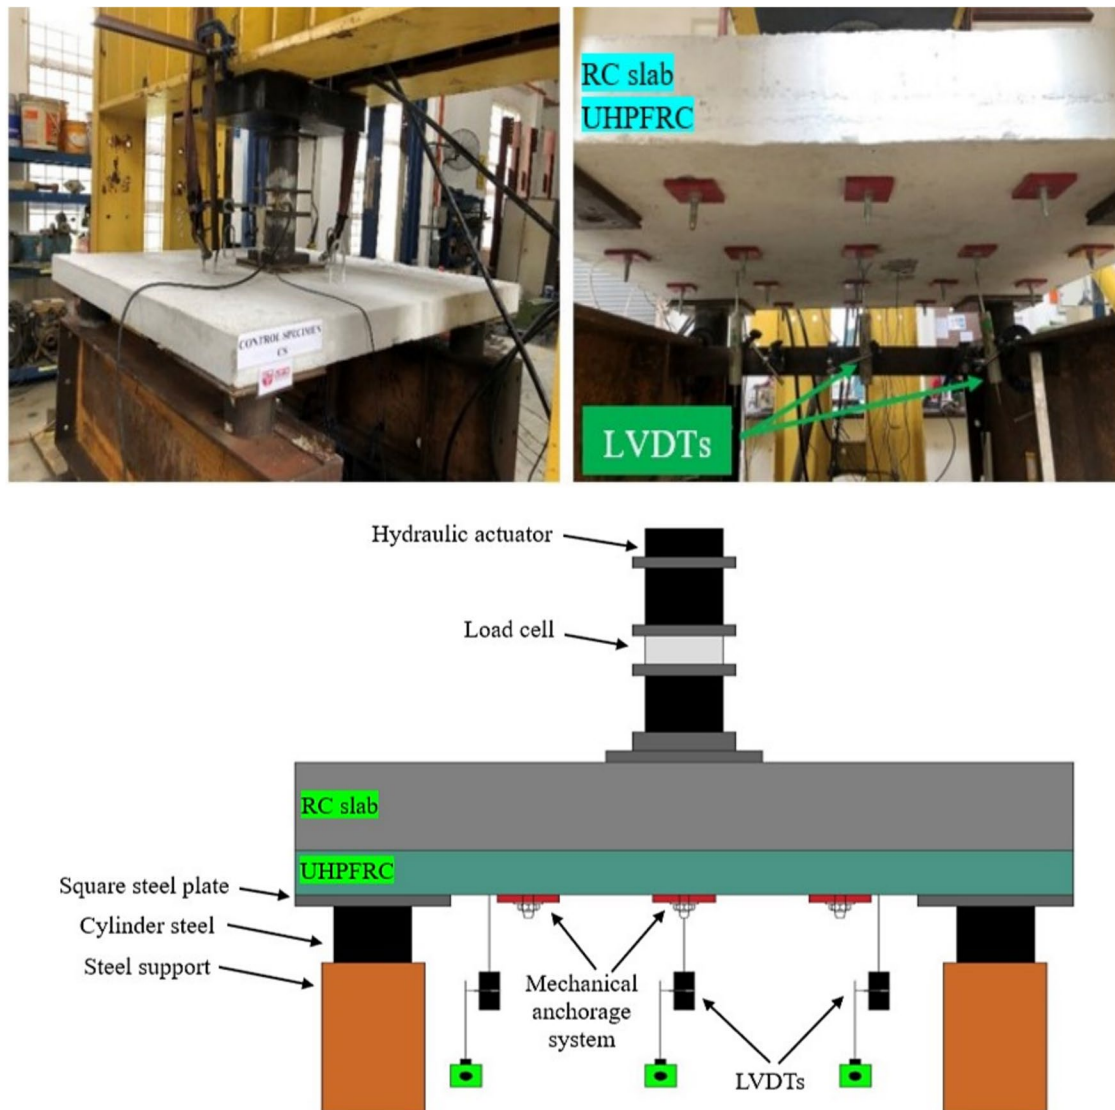 CONTROL SPECIMEN
CS
RC slab
UHPFRC
LVDTs
Hydraulic actuator
Load cell
RC slab
UHPFRC
Square steel plate
Cylinder steel
Steel support
Mechanical
anchorage
system
LVDTs